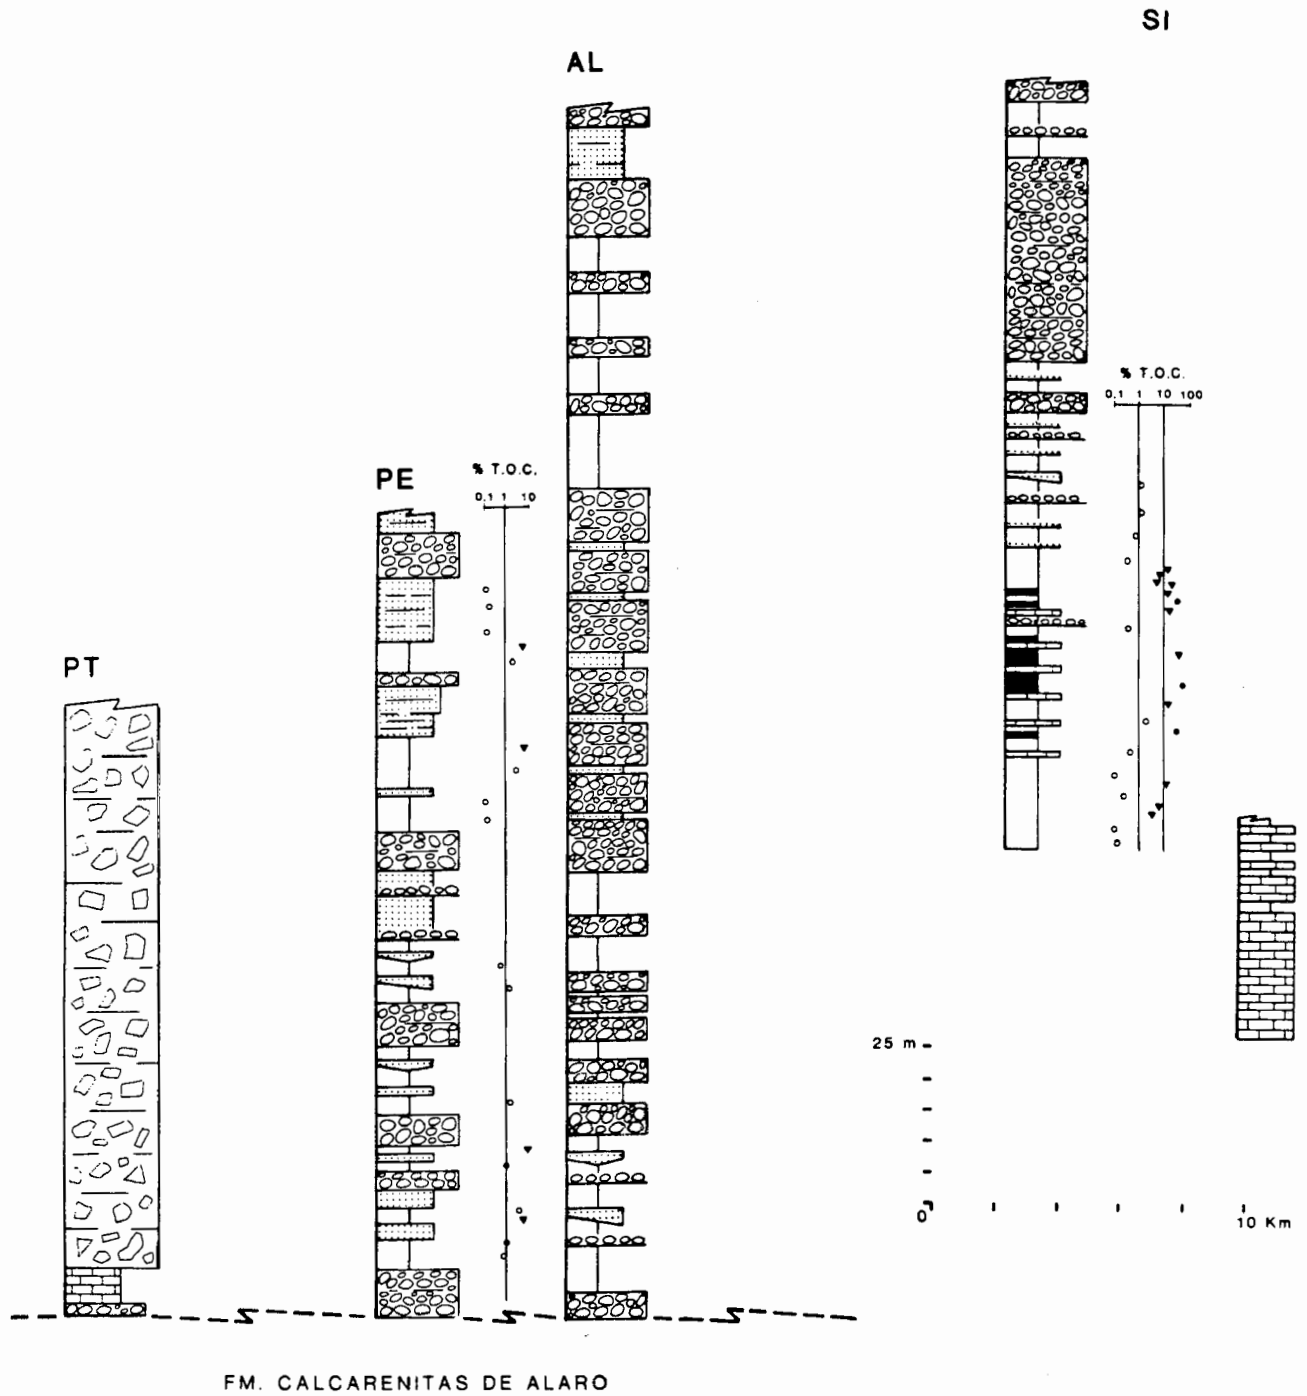 SI
AL
% T.O.C.
0,1 1 10 100
PE
% T.O.C.
0,1 1 10
PT
25 m
0
10 Km
FM. CALCARENITAS DE ALARO